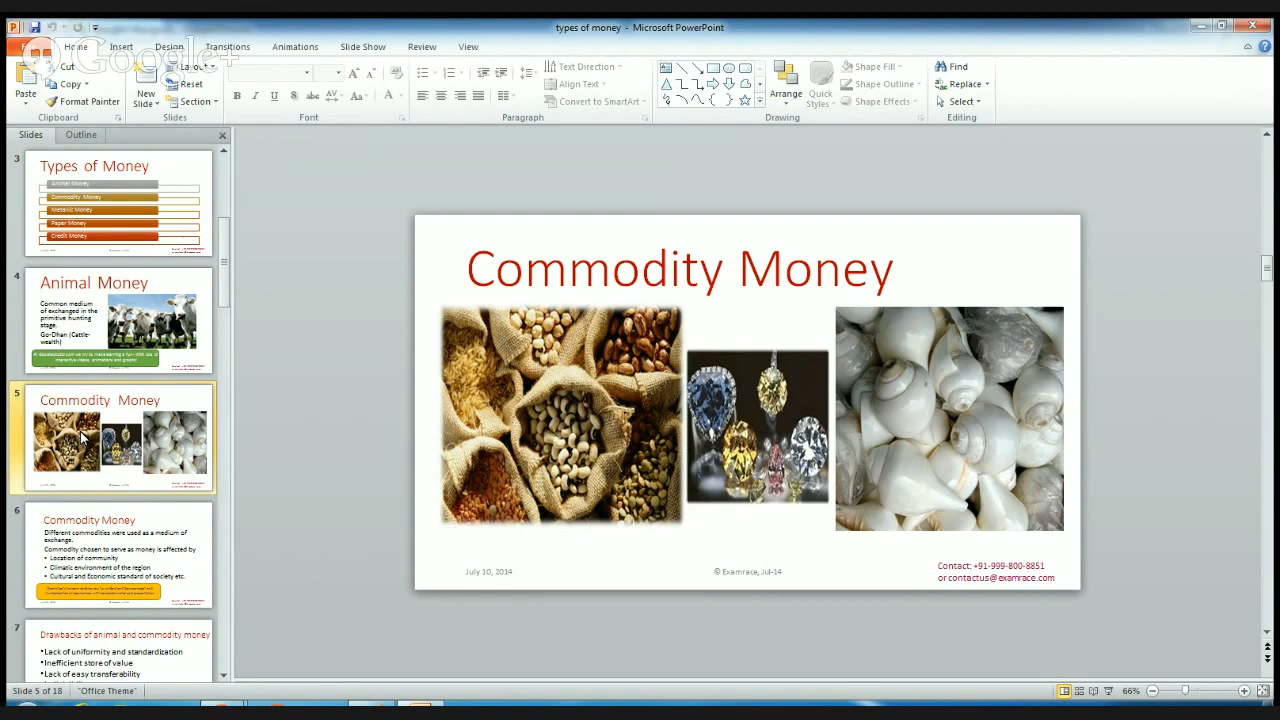 types of money - Microsoft PowerPoint
Home Insert Design Transitions Animations Slide Show Review View
Google+
Cut
Copy
Format Painter
Paste
Clipboard
New
Slide
Layout
Reset
Section
Slides
Font
Text Direction
Align Text
Convert to SmartArt
Paragraph
Arrange
Quick
Styles
Shape Fill
Shape Outline
Shape Effects
Drawing
Find
Replace
Select
Editing
Slides Outline
3
Types of Money
Animal Money
Commodity Money
Metallic Money
Paper Money
Credit Money
4
Animal Money
Common medium
of exchanged in the
primitive hunting
stage.
Go-Dhan (Cattle-
wealth)
5
Commodity Money
6
Commodity Money
Different commodities were used as a medium of
exchange.
Commodity chosen to serve as money is affected by
• Location of community
• Climatic environment of the region
• Cultural and Economic standard of society etc.
7
Drawbacks of animal and commodity money
•Lack of uniformity and standardization
•Inefficient store of value
•Lack of easy transferability
Commodity Money
July 10, 2014
© Examrace, Jul-14
Contact: +91-999-800-8851
or contactus@examrace.com
Slide 5 of 18
"Office Theme"
66%